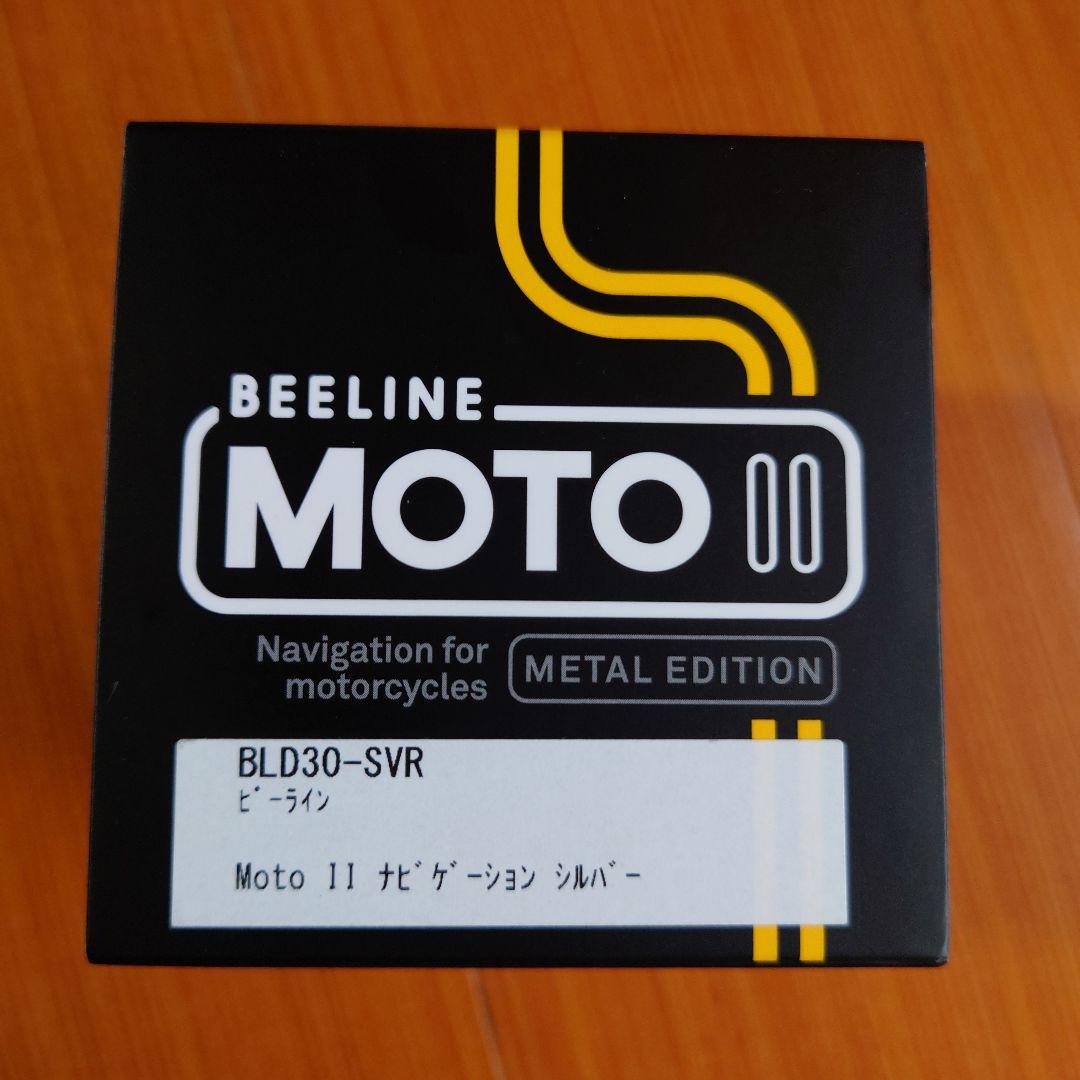 BEELINE
MOTO II
Navigation for
motorcycles
METAL EDITION
BLD30-SVR
ﾋﾞｰﾗｲﾝ
Moto II ﾅﾋﾞｹﾞｰｼｮﾝ ｼﾙﾊﾞｰ